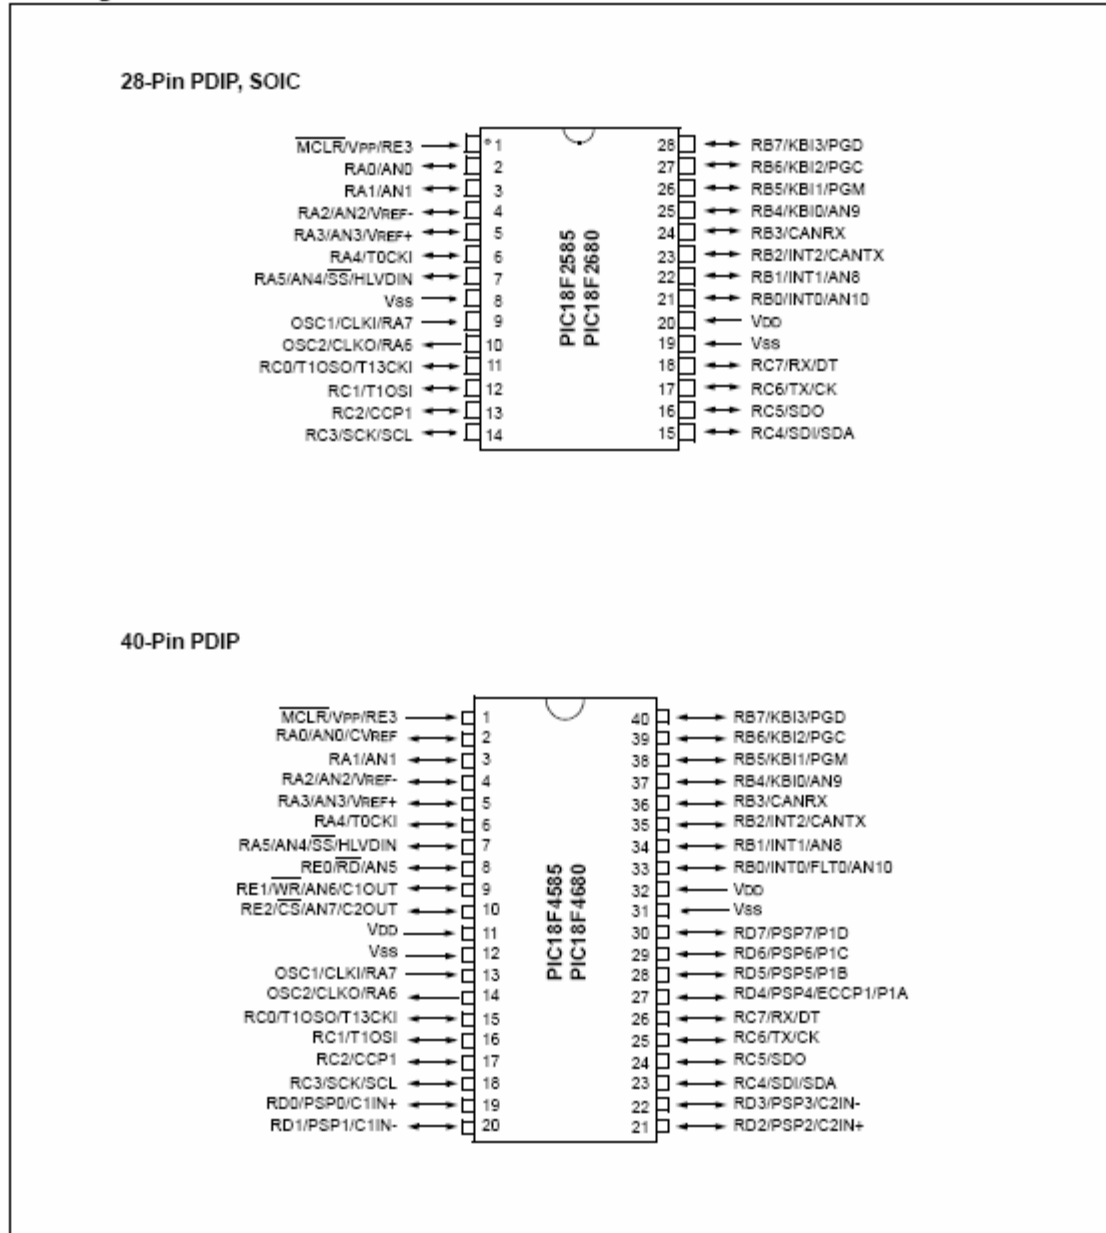 28-Pin PDIP, SOIC
MCLR/VPP/RE3
RA0/AN0
RA1/AN1
RA2/AN2/VREF-
RA3/AN3/VREF+
RA4/T0CKI
RA5/AN4/SS/HLVDIN
VSS
OSC1/CLKI/RA7
OSC2/CLKO/RA6
RC0/T1OSO/T13CKI
RC1/T1OSI
RC2/CCP1
RC3/SCK/SCL
1
2
3
4
5
6
7
8
9
10
11
12
13
14
PIC18F2585
PIC18F2680
28
27
26
25
24
23
22
21
20
19
18
17
16
15
RB7/KBI3/PGD
RB6/KBI2/PGC
RB5/KBI1/PGM
RB4/KBI0/AN9
RB3/CANRX
RB2/INT2/CANTX
RB1/INT1/AN8
RB0/INT0/AN10
VDD
VSS
RC7/RX/DT
RC6/TX/CK
RC5/SDO
RC4/SDI/SDA
40-Pin PDIP
MCLR/VPP/RE3
RA0/AN0/CVREF
RA1/AN1
RA2/AN2/VREF-
RA3/AN3/VREF+
RA4/T0CKI
RA5/AN4/SS/HLVDIN
RE0/RD/AN5
RE1/WR/AN6/C1OUT
RE2/CS/AN7/C2OUT
VDD
VSS
OSC1/CLKI/RA7
OSC2/CLKO/RA6
RC0/T1OSO/T13CKI
RC1/T1OSI
RC2/CCP1
RC3/SCK/SCL
RD0/PSP0/C1IN+
RD1/PSP1/C1IN-
1
2
3
4
5
6
7
8
9
10
11
12
13
14
15
16
17
18
19
20
PIC18F4585
PIC18F4680
40
39
38
37
36
35
34
33
32
31
30
29
28
27
26
25
24
23
22
21
RB7/KBI3/PGD
RB6/KBI2/PGC
RB5/KBI1/PGM
RB4/KBI0/AN9
RB3/CANRX
RB2/INT2/CANTX
RB1/INT1/AN8
RB0/INT0/FLT0/AN10
VDD
VSS
RD7/PSP7/P1D
RD6/PSP6/P1C
RD5/PSP5/P1B
RD4/PSP4/ECCP1/P1A
RC7/RX/DT
RC6/TX/CK
RC5/SDO
RC4/SDI/SDA
RD3/PSP3/C2IN-
RD2/PSP2/C2IN+